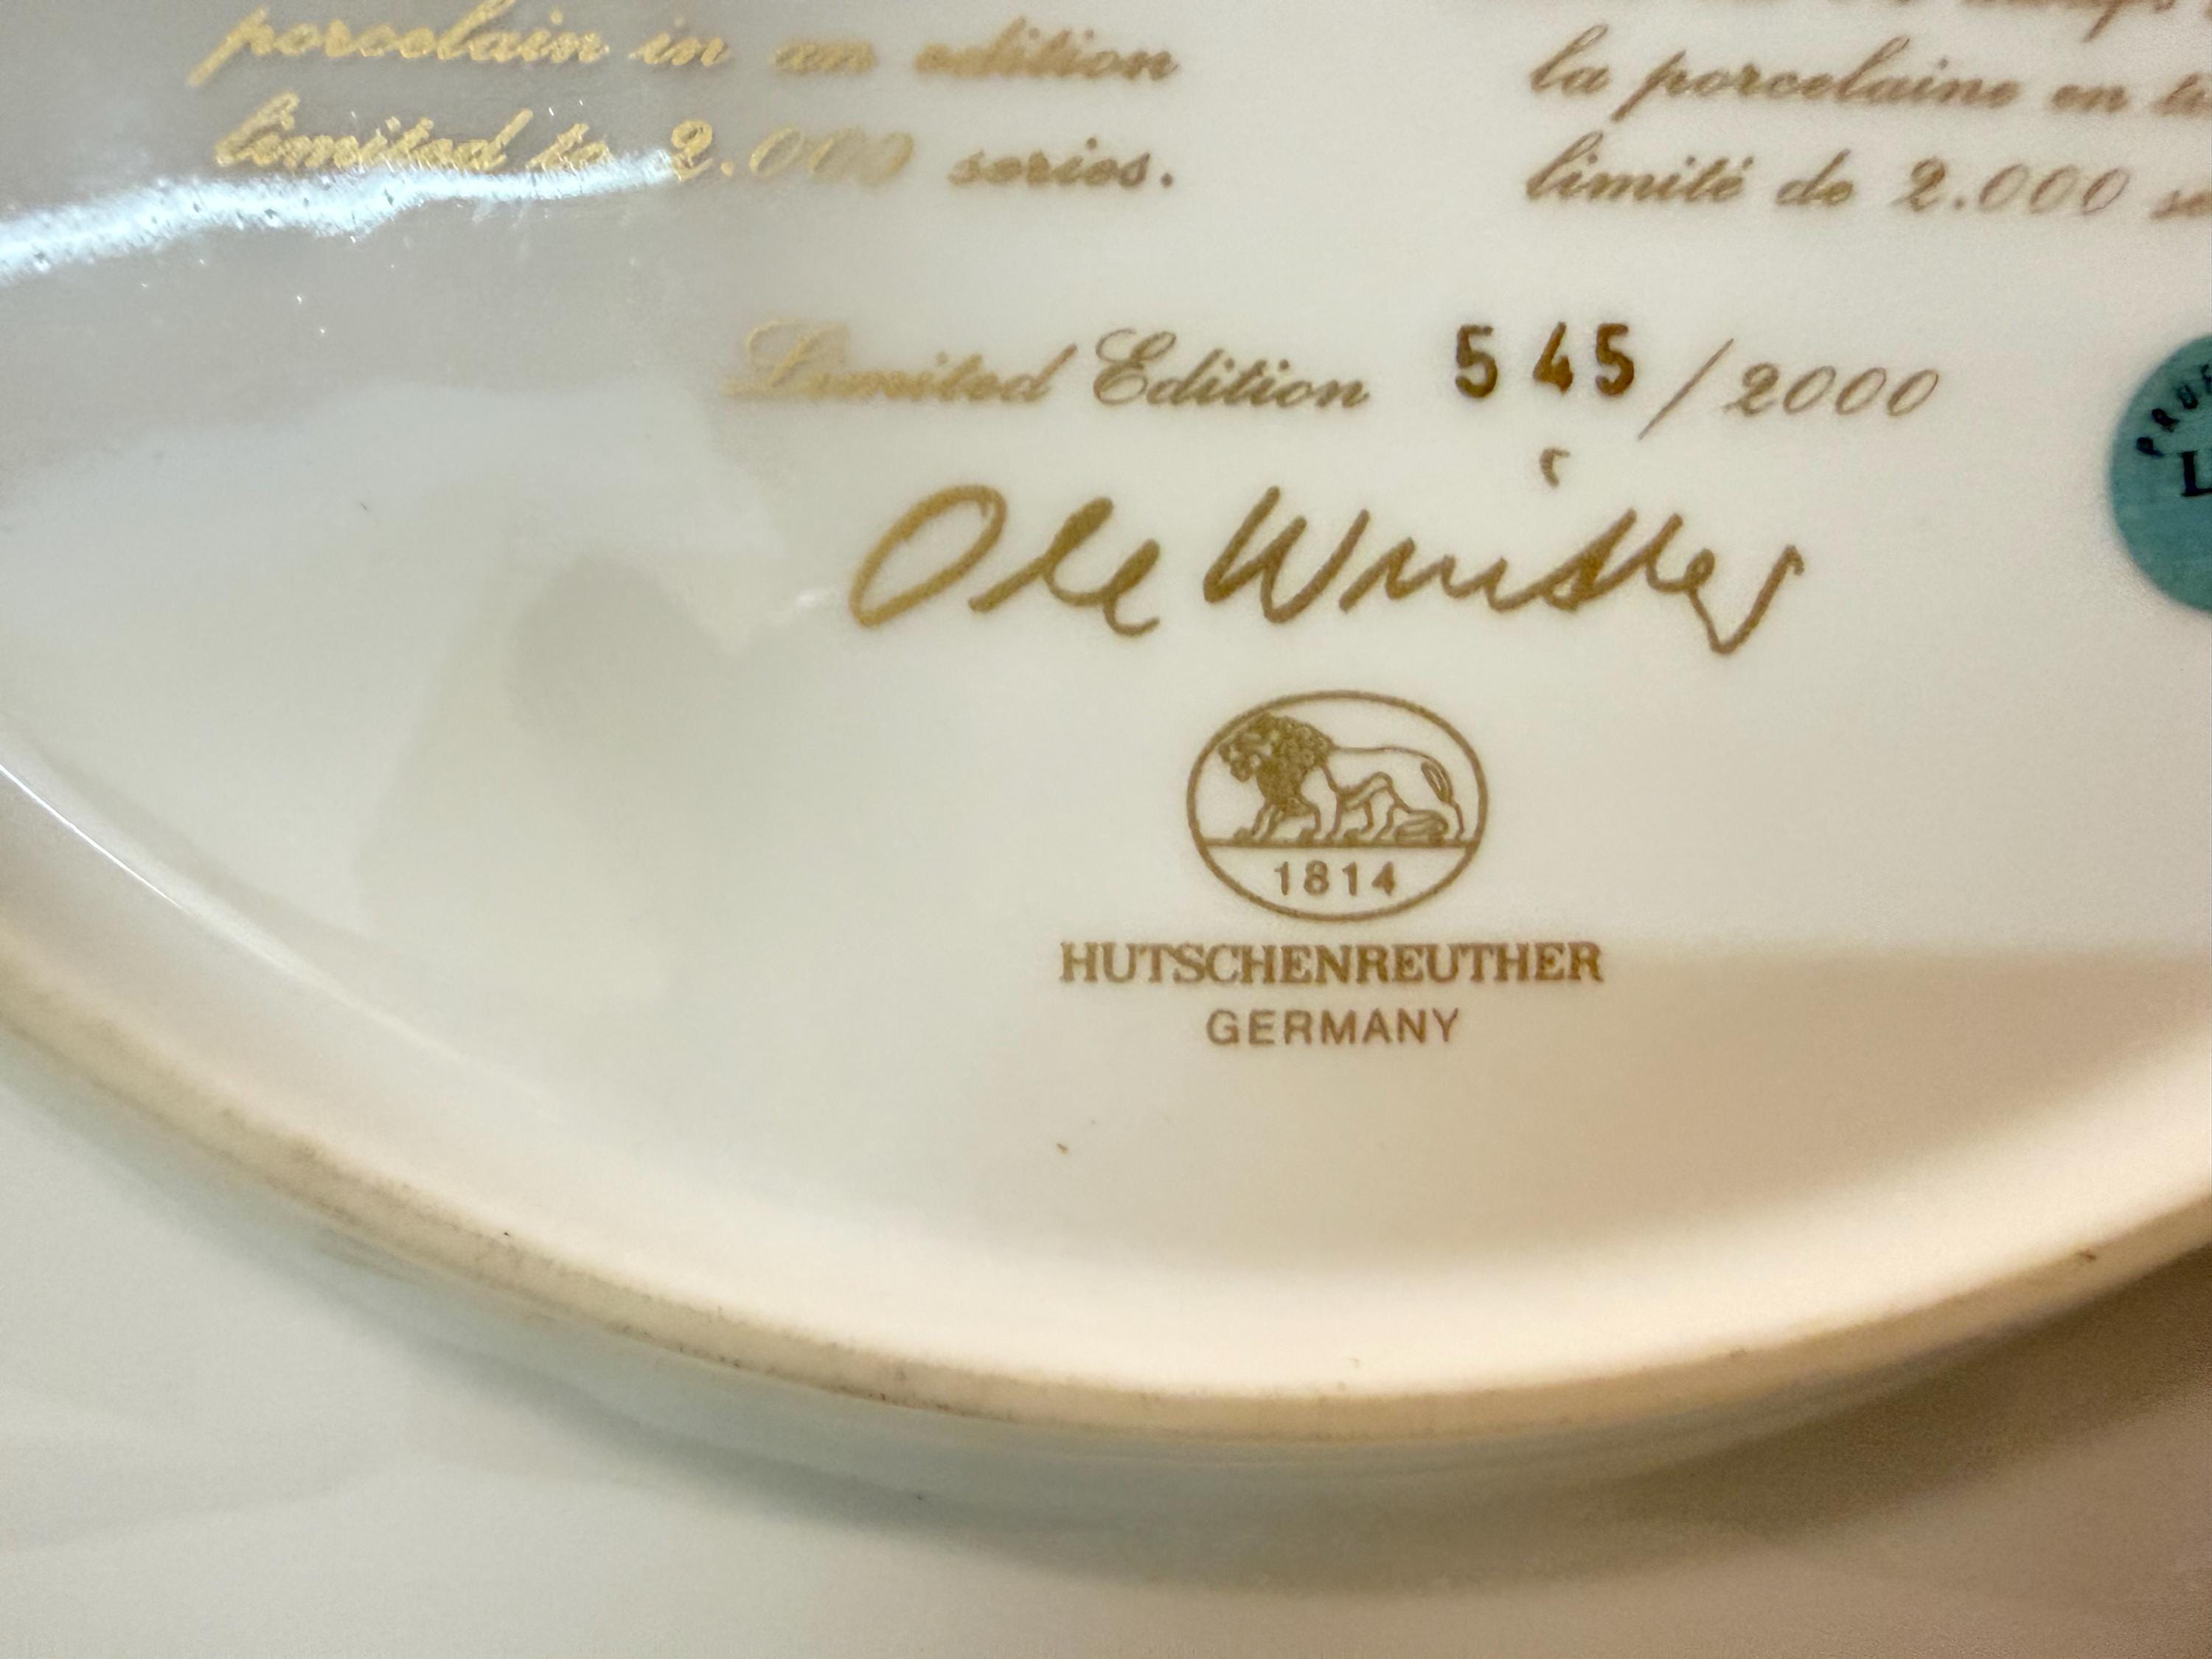 porcelain in an edition
limited to 2.000 series.
la porcelaine en
limité de 2.000
Limited Edition 545/2000
Ole Winther
1814
HUTSCHENREUTHER
GERMANY